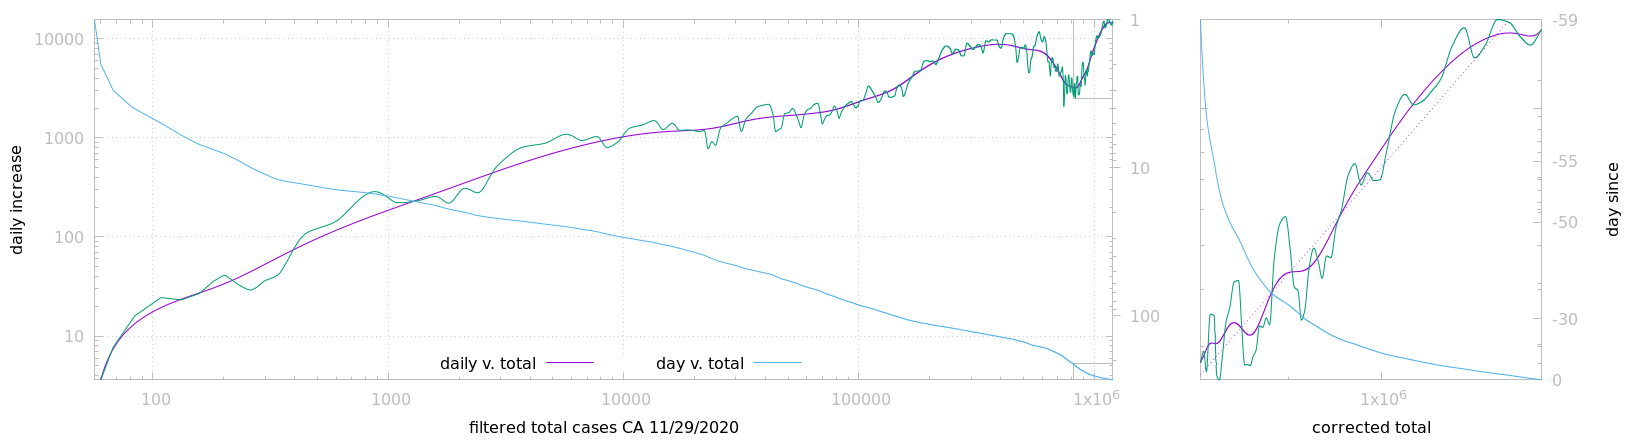 10000
1000
100
10
daily increase
1
10
100
daily v. total
day v. total
100
1000
10000
100000
1x10^6
filtered total cases CA 11/29/2020
-59
-55
-50
-30
0
day since
1x10^6
corrected total